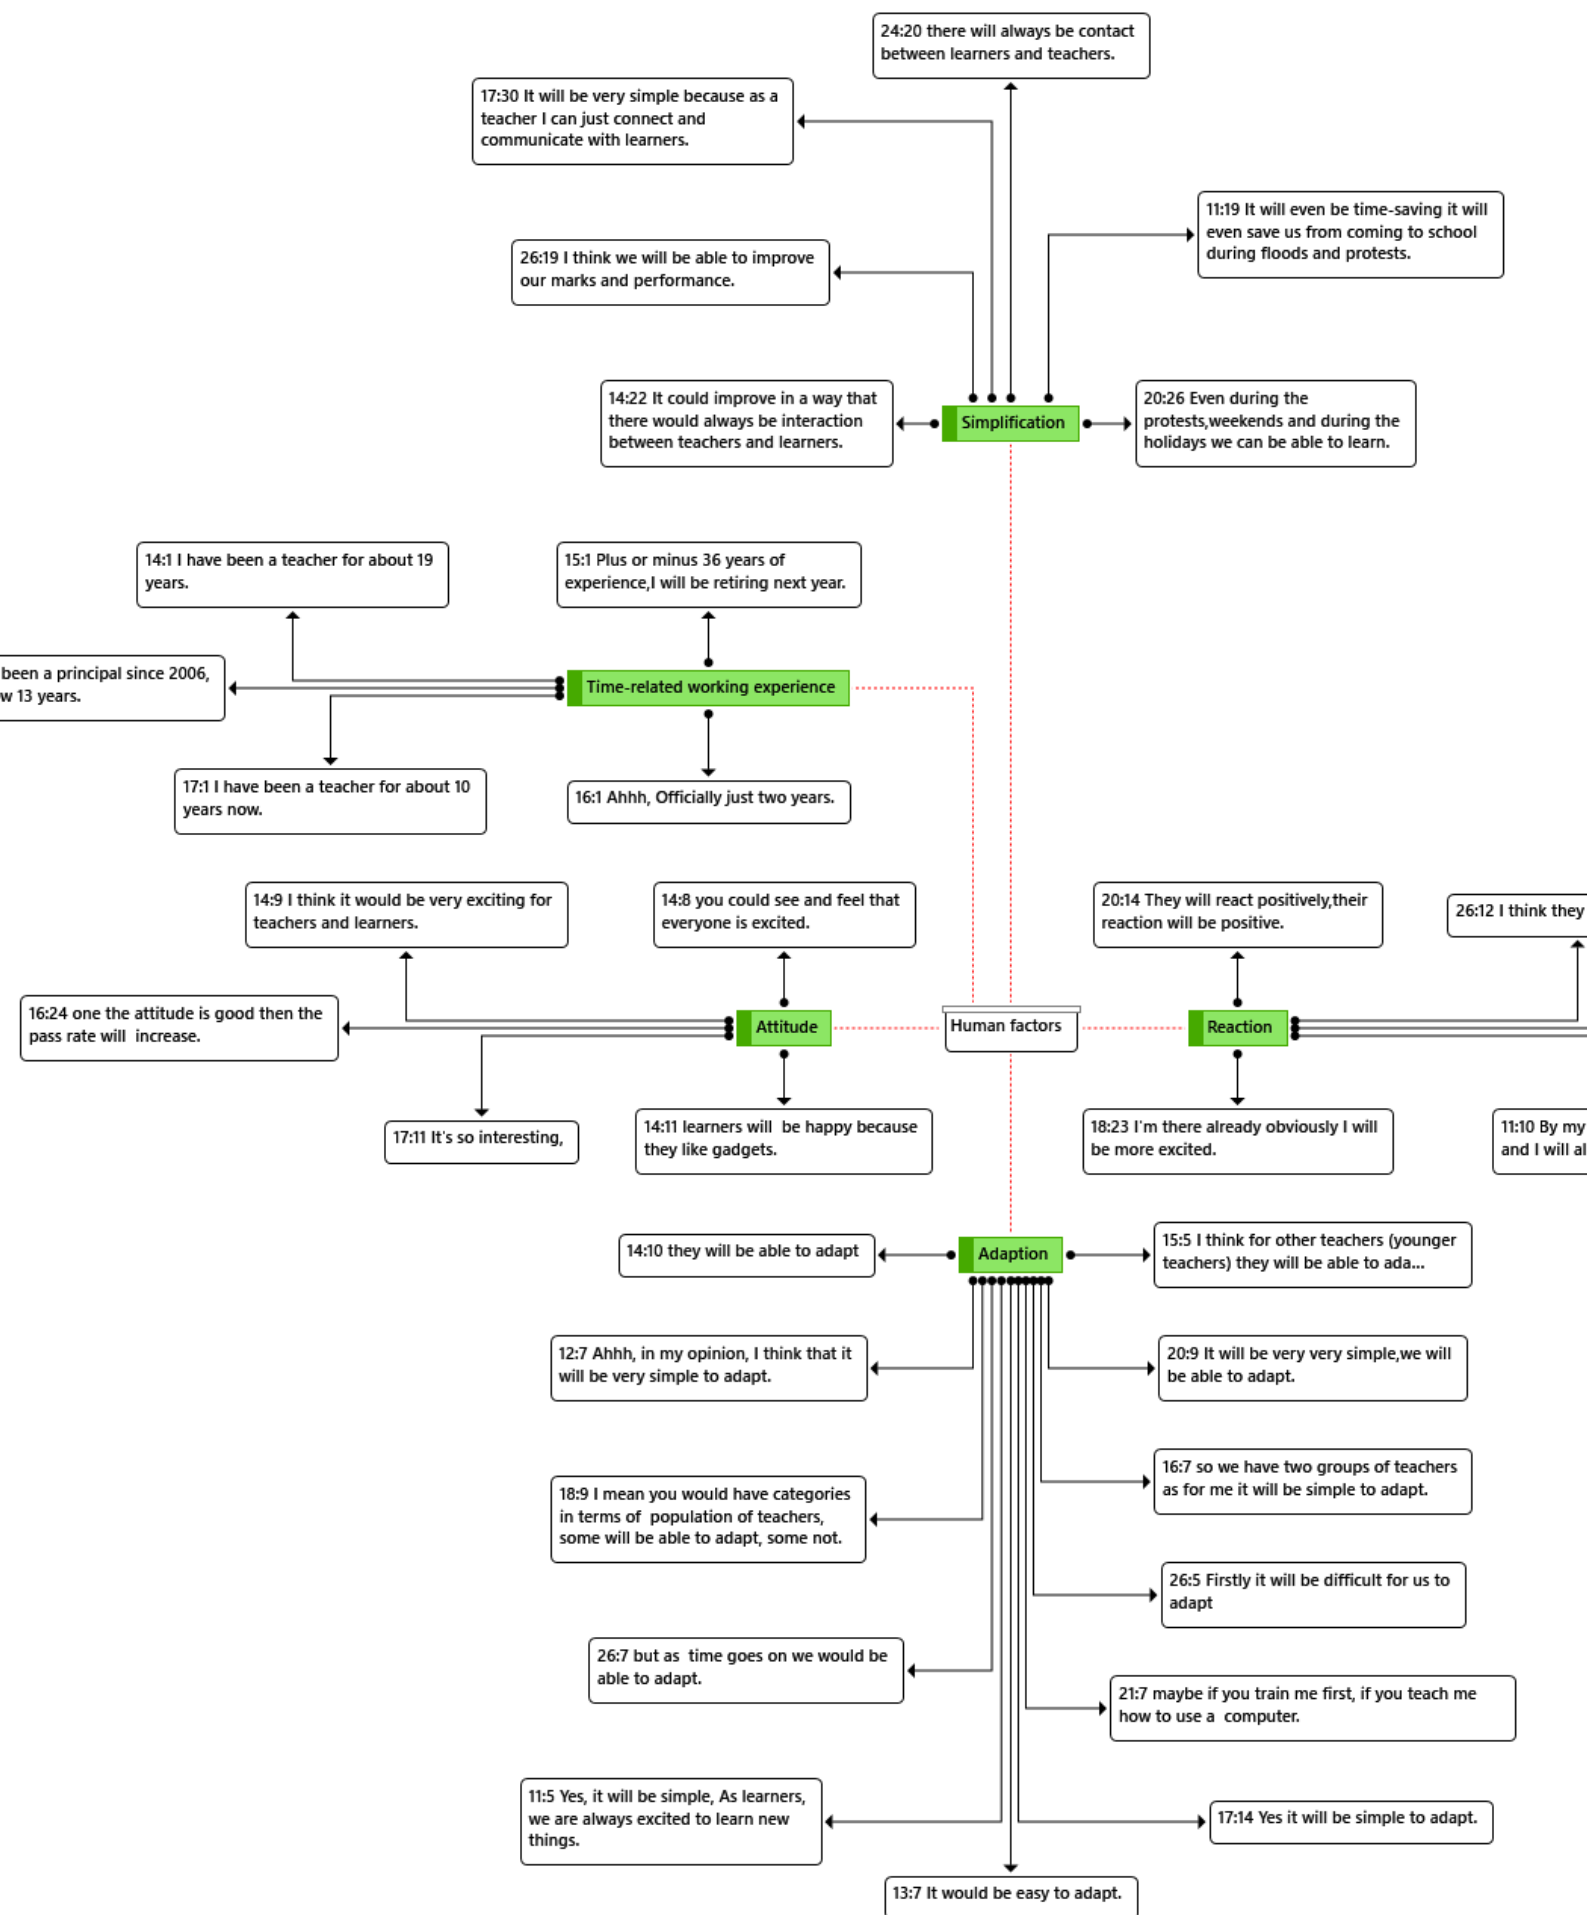 24:20 there will always be contact
between learners and teachers.
17:30 It will be very simple because as a
teacher I can just connect and
communicate with learners.
11:19 It will even be time-saving it will
even save us from coming to school
during floods and protests.
26:19 I think we will be able to improve
our marks and performance.
14:22 It could improve in a way that
there would always be interaction
between teachers and learners.
Simplification
20:26 Even during the
protests,weekends and during the
holidays we can be able to learn.
14:1 I have been a teacher for about 19
years.
15:1 Plus or minus 36 years of
experience,I will be retiring next year.
been a principal since 2006,
w 13 years.
Time-related working experience
17:1 I have been a teacher for about 10
years now.
16:1 Ahhh, Officially just two years.
14:9 I think it would be very exciting for
teachers and learners.
14:8 you could see and feel that
everyone is excited.
20:14 They will react positively,their
reaction will be positive.
26:12 I think they
16:24 one the attitude is good then the
pass rate will  increase.
Attitude
Human factors
Reaction
17:11 It's so interesting,
14:11 learners will  be happy because
they like gadgets.
18:23 I'm there already obviously I will
be more excited.
11:10 By my
and I will al
14:10 they will be able to adapt
Adaption
15:5 I think for other teachers (younger
teachers) they will be able to ada...
12:7 Ahhh, in my opinion, I think that it
will be very simple to adapt.
20:9 It will be very very simple,we will
be able to adapt.
18:9 I mean you would have categories
in terms of  population of teachers,
some will be able to adapt, some not.
16:7 so we have two groups of teachers
as for me it will be simple to adapt.
26:5 Firstly it will be difficult for us to
adapt
26:7 but as  time goes on we would be
able to adapt.
21:7 maybe if you train me first, if you teach me
how to use a  computer.
11:5 Yes, it will be simple, As learners,
we are always excited to learn new
things.
17:14 Yes it will be simple to adapt.
13:7 It would be easy to adapt.